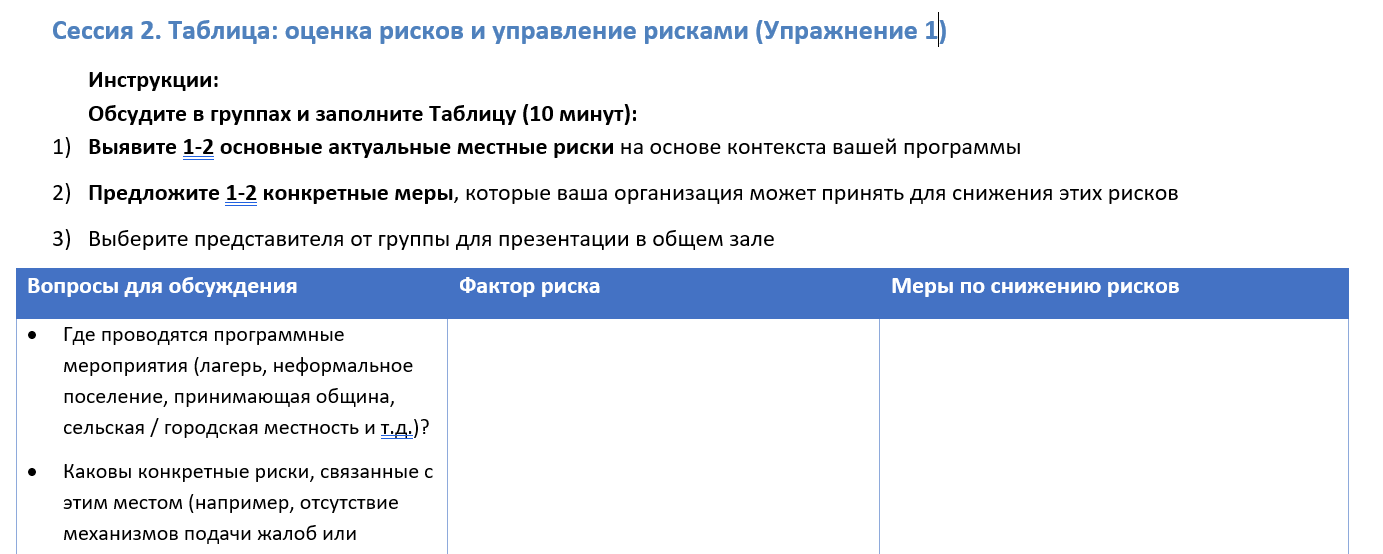 Сессия 2. Таблица: оценка рисков и управление рисками (Упражнение 1)
Инструкции:
Обсудите в группах и заполните Таблицу (10 минут):
1) Выявите 1-2 основные актуальные местные риски на основе контекста вашей программы
2) Предложите 1-2 конкретные меры, которые ваша организация может принять для снижения этих рисков
3) Выберите представителя от группы для презентации в общем зале
Вопросы для обсуждения Фактор риска Меры по снижению рисков
• Где проводятся программные
мероприятия (лагерь, неформальное
поселение, принимающая община,
сельская / городская местность и т.д.)?
• Каковы конкретные риски, связанные с
этим местом (например, отсутствие
механизмов подачи жалоб или